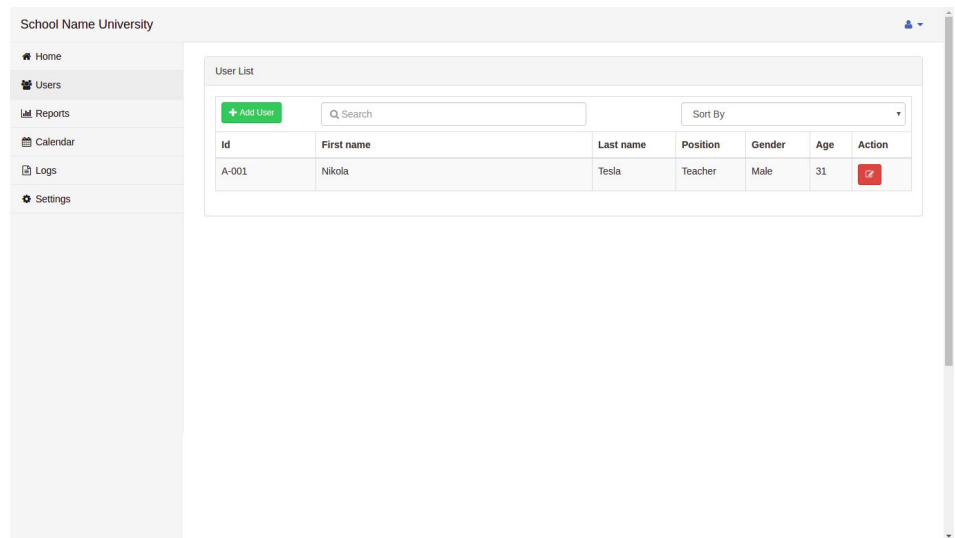 School Name University
Home
Users
Reports
Calendar
Logs
Settings
User List
Add User
Search
Sort By
Id First name Last name Position Gender Age Action
A-001 Nikola Tesla Teacher Male 31